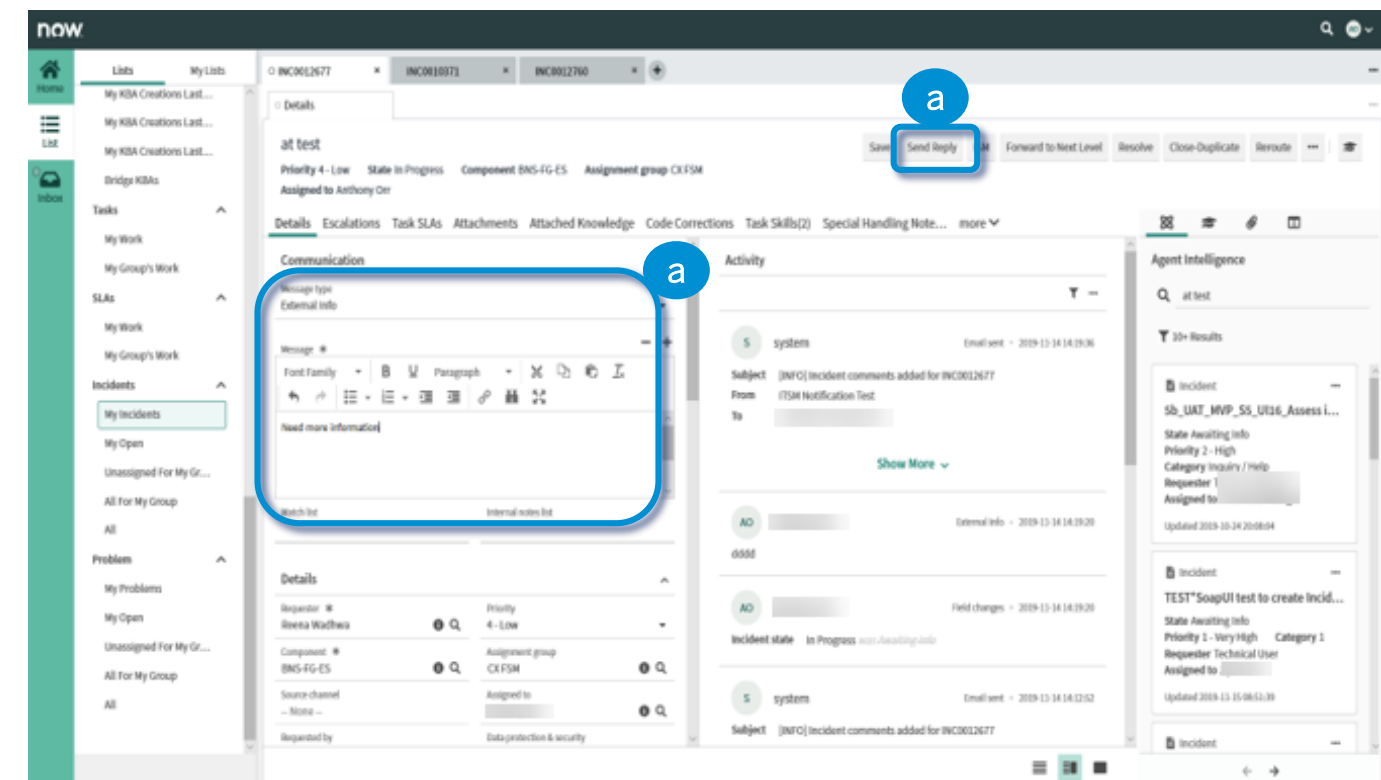 now
Lists My Lists
INC0012677 × INC0010371 × INC0012760 ×
Home
My KBA Creations Last...
Details
a
My KBA Creations Last...
List
at test
Save Send Reply Forward to Next Level Resolve Close-Duplicate Reroute
My KBA Creations Last...
Priority 4 - Low State In Progress Component BNS-FG-ES Assignment group CX FSM
Bridge KBAs
Assigned to Anthony Orr
Inbox
Tasks
Details Escalations Task SLAs Attachments Attached Knowledge Code Corrections Task Skills(2) Special Handling Note... more
My Work
Communication
a
Activity
Agent Intelligence
My Group's Work
Message type
External Info
at test
SLAs
My Work
Message *
system Email sent • 2019-11-14 14:19:36
10+ Results
My Group's Work
Font Family B U Paragraph
Subject [INFO] Incident comments added for INC0012677
Incidents
From ITSM Notification Test
Incident
My Incidents
To
Sb_UAT_MVP_S5_UI16_Assess i...
Need more information
State Awaiting Info
My Open
Priority 2 - High
Show More
Category Inquiry / Help
Unassigned For My Gr...
Requester
Assigned to
All For My Group
Watch list Internal notes list
AO External Info • 2019-11-14 14:19:20
Updated 2019-10-24 20:08:04
All
dddd
Problem
Details
Incident
My Problems
TEST"SoapUI test to create Incid...
Requester * Priority
AO Field changes • 2019-11-14 14:19:20
State Awaiting Info
My Open
Reena Wadhwa 4 - Low
Priority 1 - Very High Category 1
Incident state In Progress was Awaiting Info
Requester Technical User
Unassigned For My Gr...
Component * Assignment group
Assigned to
BNS-FG-ES CX FSM
All For My Group
Source channel Assigned to
S system Email sent • 2019-11-14 14:12:52
Updated 2019-11-15 06:51:39
All
-- None --
Requested by Data protection & security
Subject [INFO] Incident comments added for INC0012677
Incident